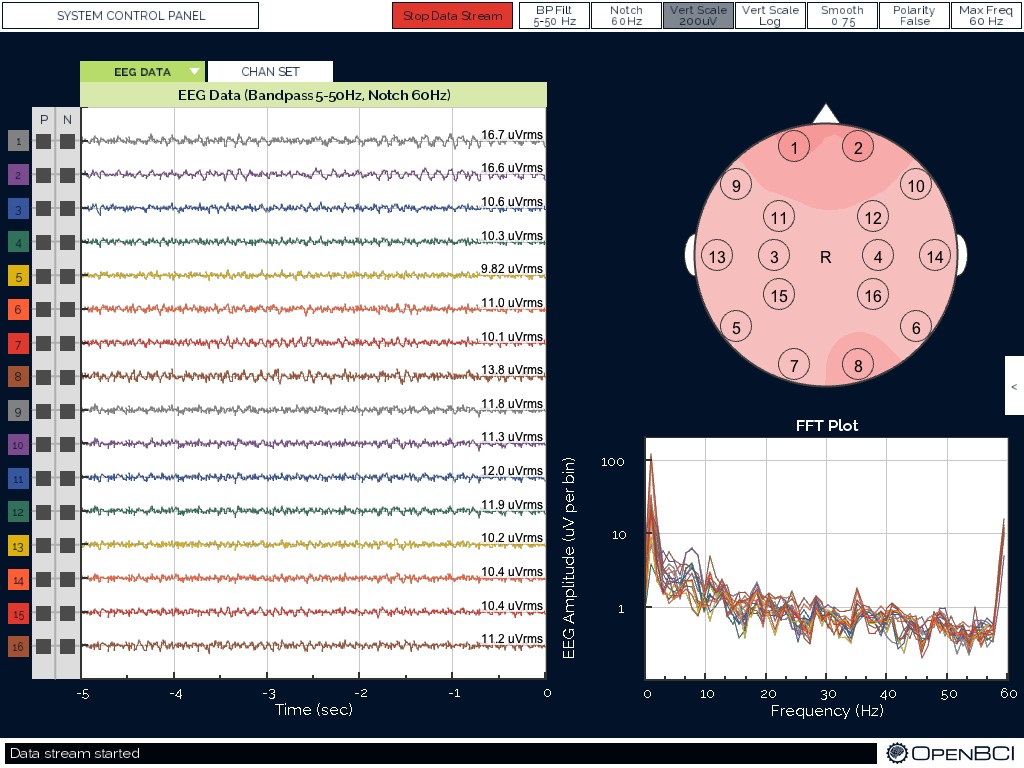 SYSTEM CONTROL PANEL
Stop Data Stream
BP Filt
5-50 Hz
Notch
60Hz
Vert Scale
200uV
Vert Scale
Log
Smooth
0.75
Polarity
False
Max Freq
60 Hz
EEG DATA
CHAN SET
EEG Data (Bandpass 5-50Hz, Notch 60Hz)
P N
1 16.7 uVrms
2 16.6 uVrms
3 10.6 uVrms
4 10.3 uVrms
5 9.82 uVrms
6 11.0 uVrms
7 10.1 uVrms
8 13.8 uVrms
9 11.8 uVrms
10 11.3 uVrms
11 12.0 uVrms
12 11.9 uVrms
13 10.2 uVrms
14 10.4 uVrms
15 10.4 uVrms
16 11.2 uVrms
-5 -4 -3 -2 -1 0
Time (sec)
1 2
9 10
11 12
13 3 R 4 14
15 16
5 6
7 8
<
FFT Plot
EEG Amplitude (uV per bin)
100
10
1
0 10 20 30 40 50 60
Frequency (Hz)
Data stream started
OpenBCI